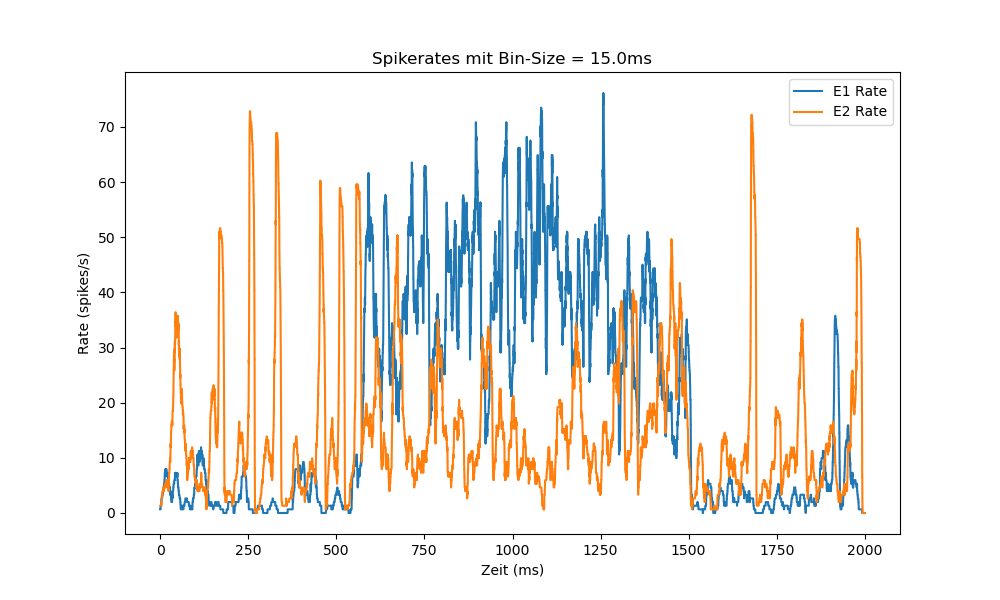 Spikerates mit Bin-Size = 15.0ms
E1 Rate
E2 Rate
Rate (spikes/s)
70
60
50
40
30
20
10
0
0 250 500 750 1000 1250 1500 1750 2000
Zeit (ms)